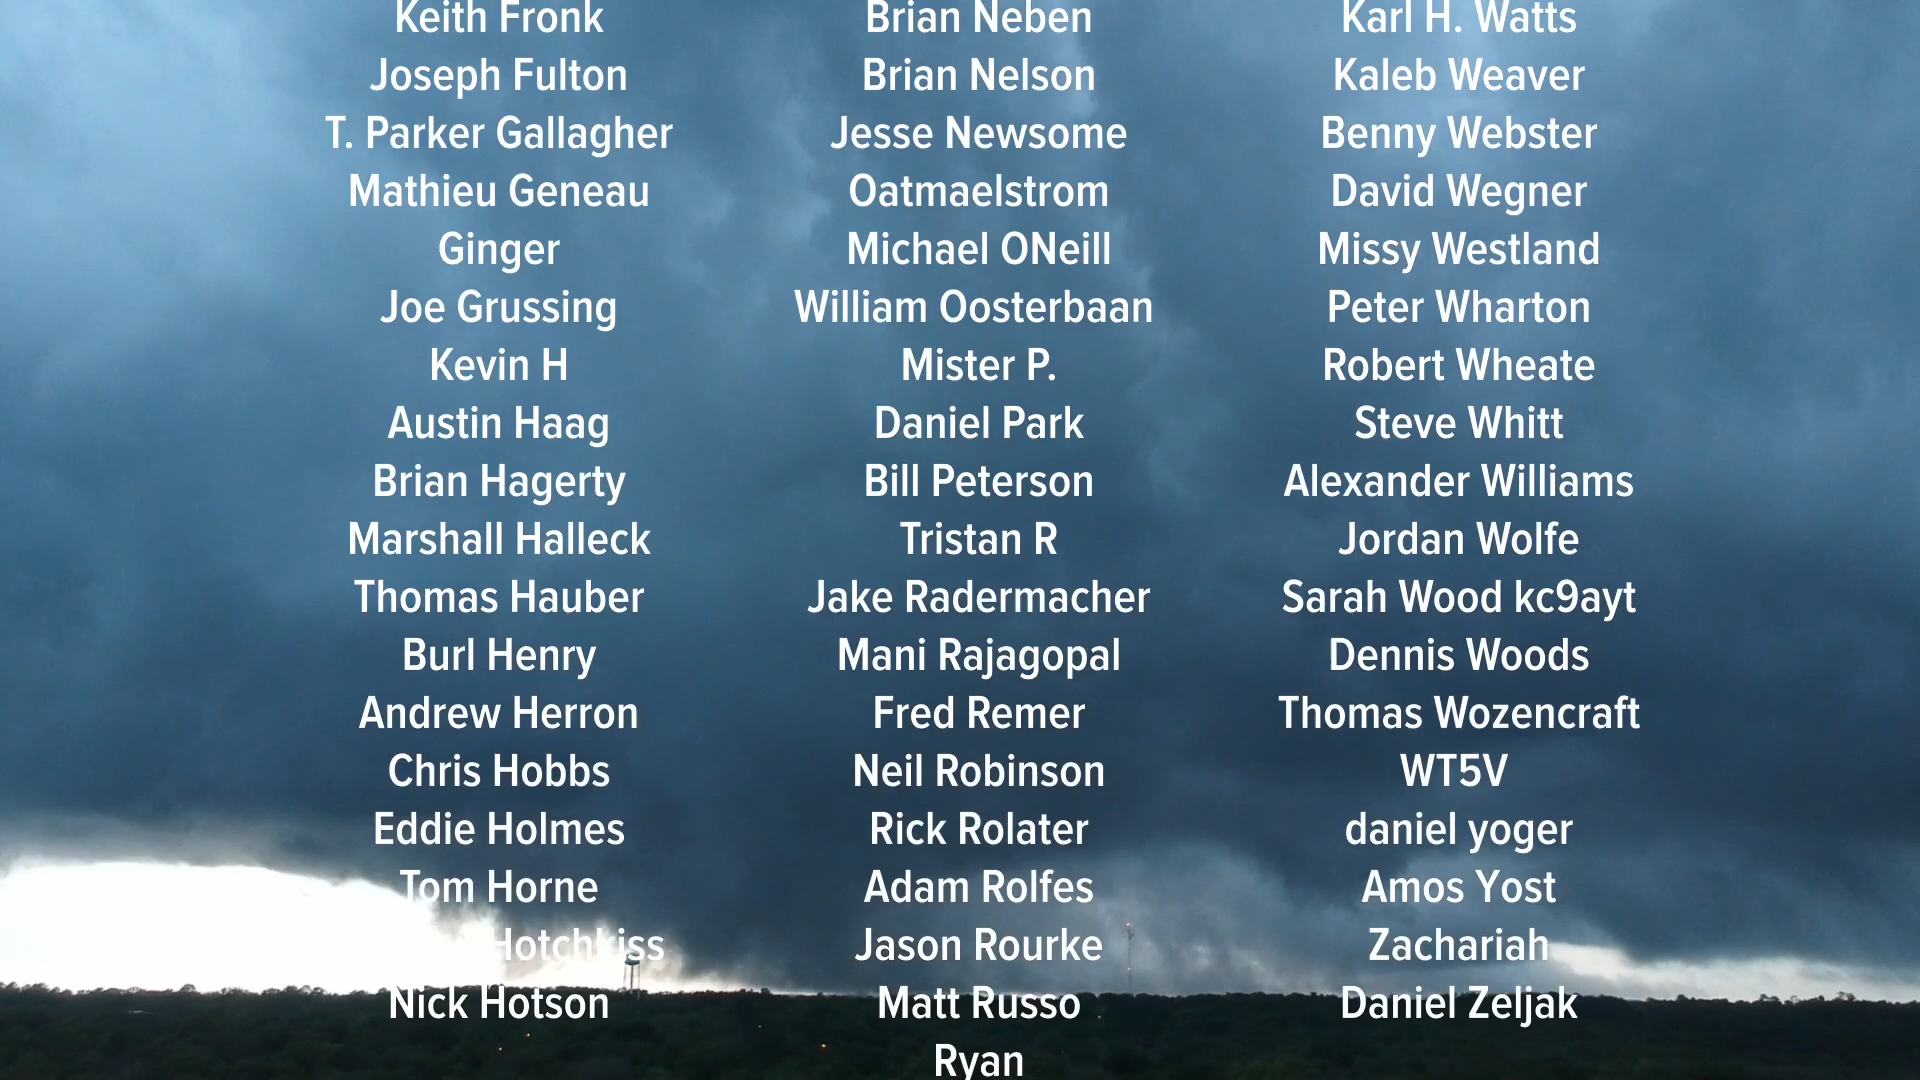 Keith Fronk
Joseph Fulton
T. Parker Gallagher
Mathieu Geneau
Ginger
Joe Grussing
Kevin H
Austin Haag
Brian Hagerty
Marshall Halleck
Thomas Hauber
Burl Henry
Andrew Herron
Chris Hobbs
Eddie Holmes
Tom Horne
Hotchkiss
Nick Hotson
Brian Neben
Brian Nelson
Jesse Newsome
Oatmaelstrom
Michael ONeill
William Oosterbaan
Mister P.
Daniel Park
Bill Peterson
Tristan R
Jake Radermacher
Mani Rajagopal
Fred Remer
Neil Robinson
Rick Rolater
Adam Rolfes
Jason Rourke
Matt Russo
Ryan
Karl H. Watts
Kaleb Weaver
Benny Webster
David Wegner
Missy Westland
Peter Wharton
Robert Wheate
Steve Whitt
Alexander Williams
Jordan Wolfe
Sarah Wood kc9ayt
Dennis Woods
Thomas Wozencraft
WT5V
daniel yoger
Amos Yost
Zachariah
Daniel Zeljak